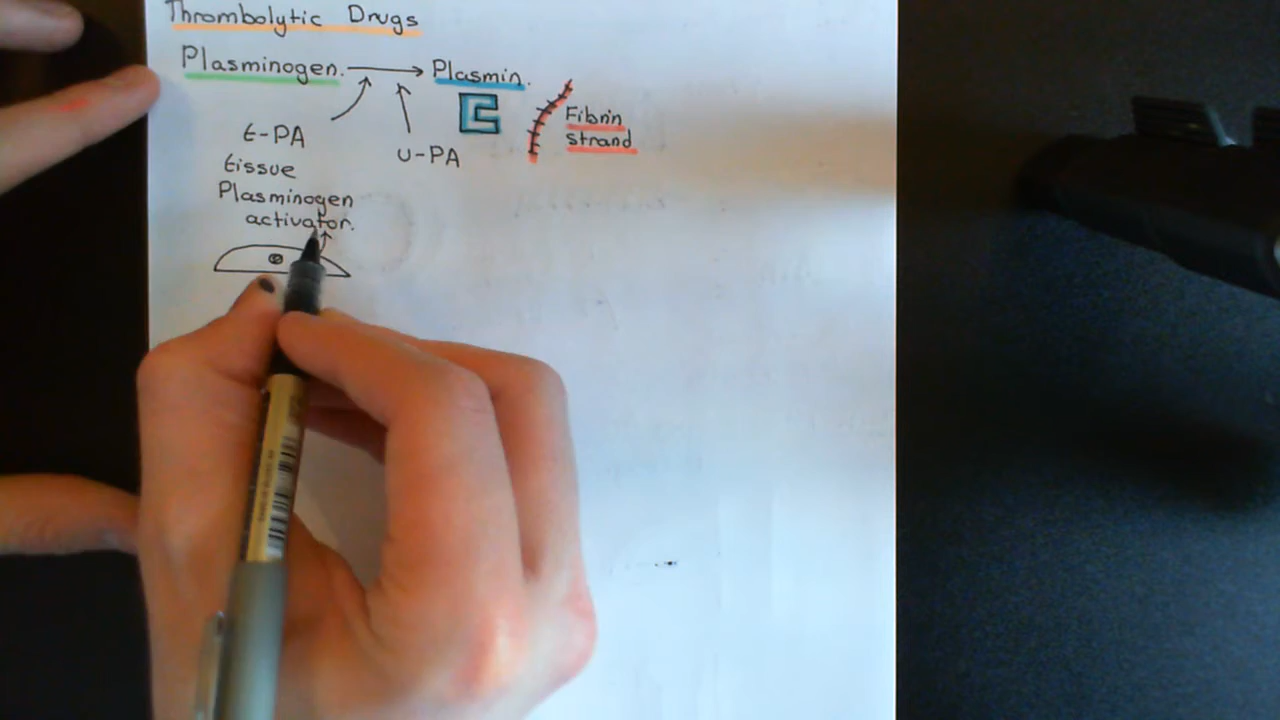 Thrombolytic Drugs
Plasminogen. Plasmin.
Fibrin
strand
t-PA
u-PA
tissue
Plasminogen
activator.